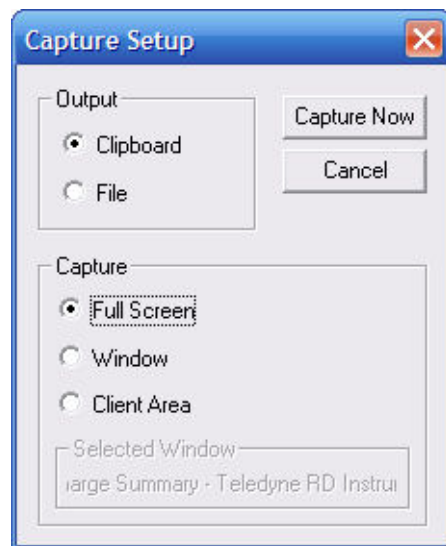 Capture Setup
Output
Clipboard
File
Capture Now
Cancel
Capture
Full Screen
Window
Client Area
Selected Window
Summary - Teledyne RD